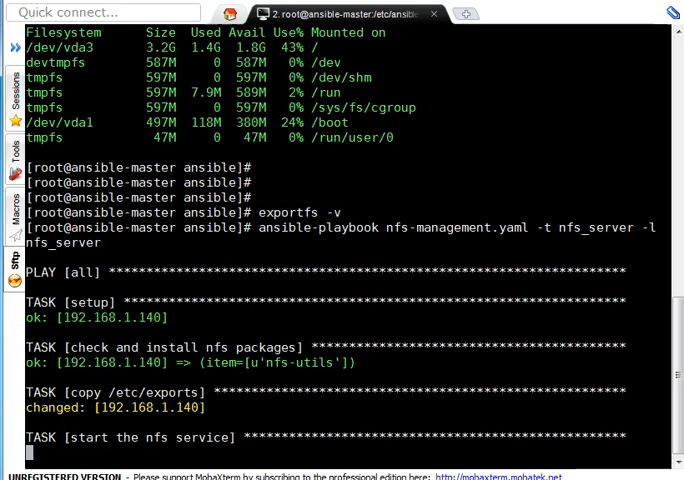 Quick connect...
2. root@ansible-master:/etc/ansible
Filesystem Size Used Avail Use% Mounted on
/dev/vda3 3.2G 1.4G 1.8G 43% /
devtmpfs 587M 0 587M 0% /dev
tmpfs 597M 0 597M 0% /dev/shm
tmpfs 597M 7.9M 589M 2% /run
tmpfs 597M 0 597M 0% /sys/fs/cgroup
/dev/vda1 497M 118M 380M 24% /boot
tmpfs 47M 0 47M 0% /run/user/0
[root@ansible-master ansible]#
[root@ansible-master ansible]#
[root@ansible-master ansible]#
[root@ansible-master ansible]# exportfs -v
[root@ansible-master ansible]# ansible-playbook nfs-management.yaml -t nfs_server -l
nfs_server
PLAY [all] *********************************************************************
TASK [setup] *******************************************************************
ok: [192.168.1.140]
TASK [check and install nfs packages] ******************************************
ok: [192.168.1.140] => (item=[u'nfs-utils'])
TASK [copy /etc/exports] *******************************************************
changed: [192.168.1.140]
TASK [start the nfs service] ***************************************************
Sessions
Tools
Macros
Sftp
UNREGISTERED VERSION - Please support MobaXterm by subscribing to the professional edition here: http://mobaxterm.mobatek.net